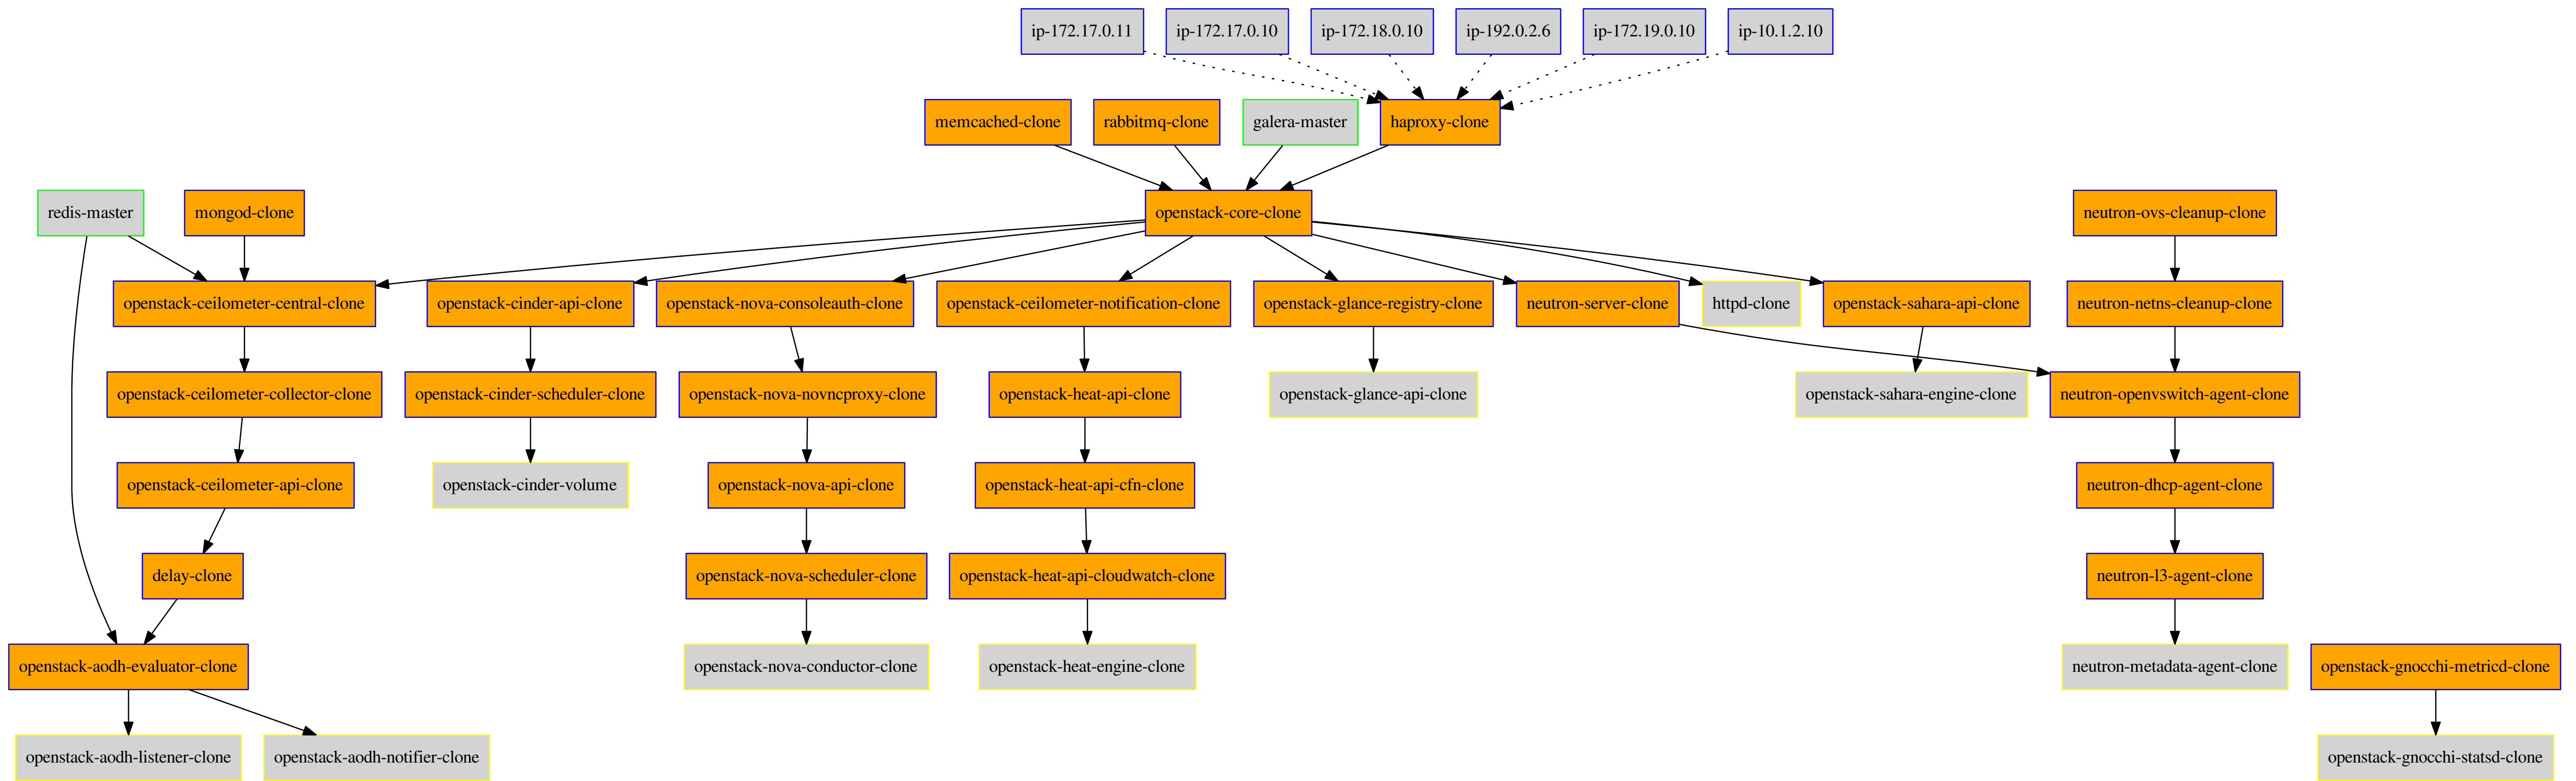 ip-172.17.0.11
ip-172.17.0.10
ip-172.18.0.10
ip-192.0.2.6
ip-172.19.0.10
ip-10.1.2.10
memcached-clone
rabbitmq-clone
galera-master
haproxy-clone
redis-master
mongod-clone
openstack-core-clone
neutron-ovs-cleanup-clone
openstack-ceilometer-central-clone
openstack-cinder-api-clone
openstack-nova-consoleauth-clone
openstack-ceilometer-notification-clone
openstack-glance-registry-clone
neutron-server-clone
httpd-clone
openstack-sahara-api-clone
neutron-netns-cleanup-clone
openstack-ceilometer-collector-clone
openstack-cinder-scheduler-clone
openstack-nova-novncproxy-clone
openstack-heat-api-clone
openstack-glance-api-clone
openstack-sahara-engine-clone
neutron-openvswitch-agent-clone
openstack-ceilometer-api-clone
openstack-cinder-volume
openstack-nova-api-clone
openstack-heat-api-cfn-clone
neutron-dhcp-agent-clone
delay-clone
openstack-nova-scheduler-clone
openstack-heat-api-cloudwatch-clone
neutron-l3-agent-clone
openstack-aodh-evaluator-clone
openstack-nova-conductor-clone
openstack-heat-engine-clone
neutron-metadata-agent-clone
openstack-gnocchi-metricd-clone
openstack-aodh-listener-clone
openstack-aodh-notifier-clone
openstack-gnocchi-statsd-clone